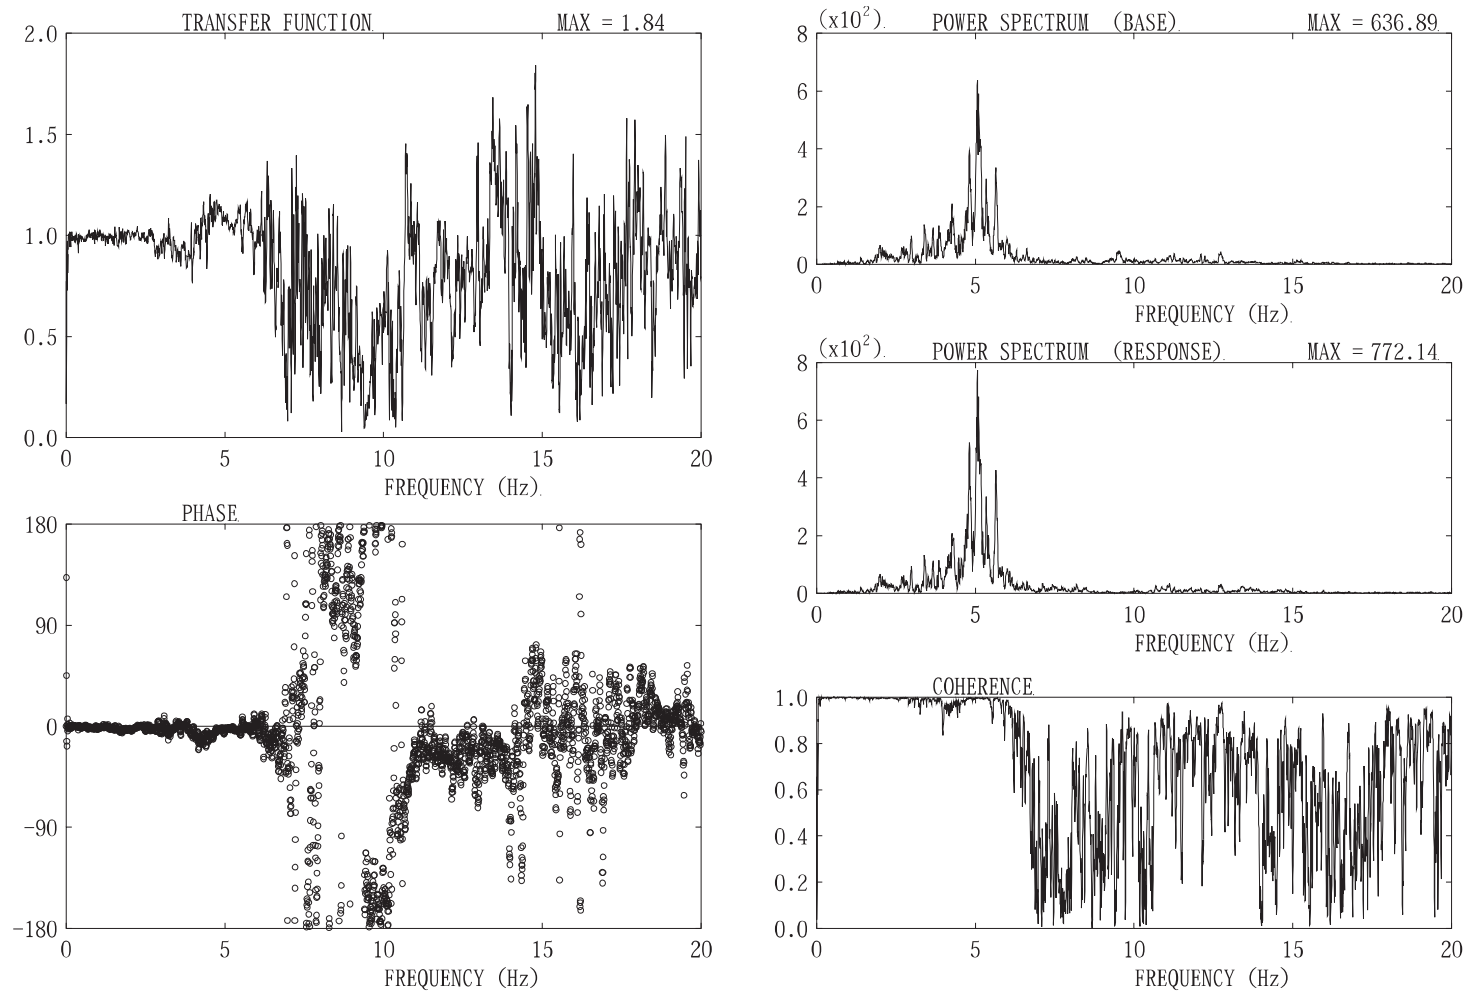 TRANSFER FUNCTION. MAX = 1.84
2.0
1.5
1.0
0.5
0.0
0 5 10 15 20
FREQUENCY (Hz).
PHASE.
180
90
0
-90
-180
0 5 10 15 20
FREQUENCY (Hz)
(x10²). POWER SPECTRUM (BASE). MAX = 636.89.
8
6
4
2
0
0 5 10 15 20
FREQUENCY (Hz).
(x10²). POWER SPECTRUM (RESPONSE). MAX = 772.14.
8
6
4
2
0
0 5 10 15 20
FREQUENCY (Hz).
COHERENCE.
1.0
0.8
0.6
0.4
0.2
0.0
0 5 10 15 20
FREQUENCY (Hz)